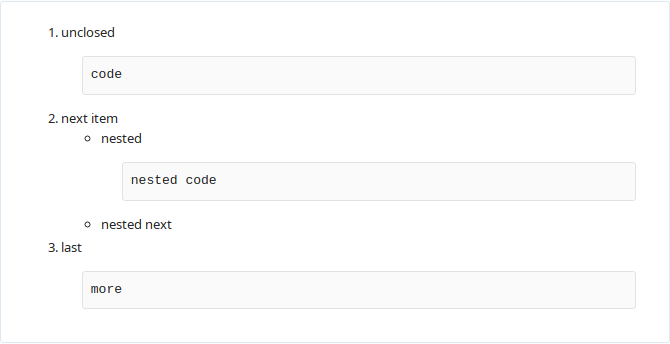 1. unclosed
code
2. next item
◦ nested
nested code
◦ nested next
3. last
more